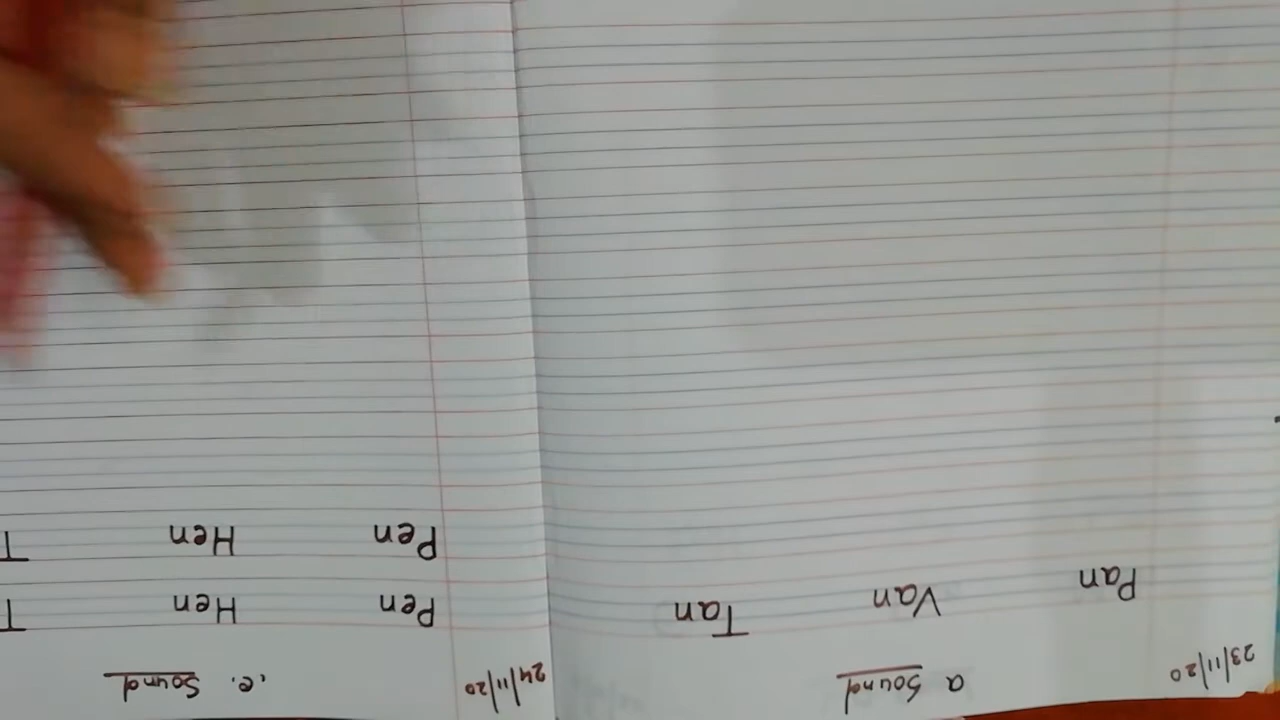 23/11/20 a Sound
Pan Van Tan
24/11/20 e. Sound
Pen Hen T
Pen Hen T